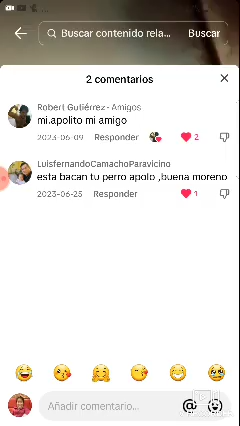 Buscar contenido rela... Buscar
2 comentarios
Robert Gutiérrez · Amigos
mi.apolito mi amigo
2023-06-09 Responder 2
LuisfernandoCamachoParavicino
esta bacan tu perro apolo ,buena moreno
2023-06-25 Responder 1
Añadir comentario...